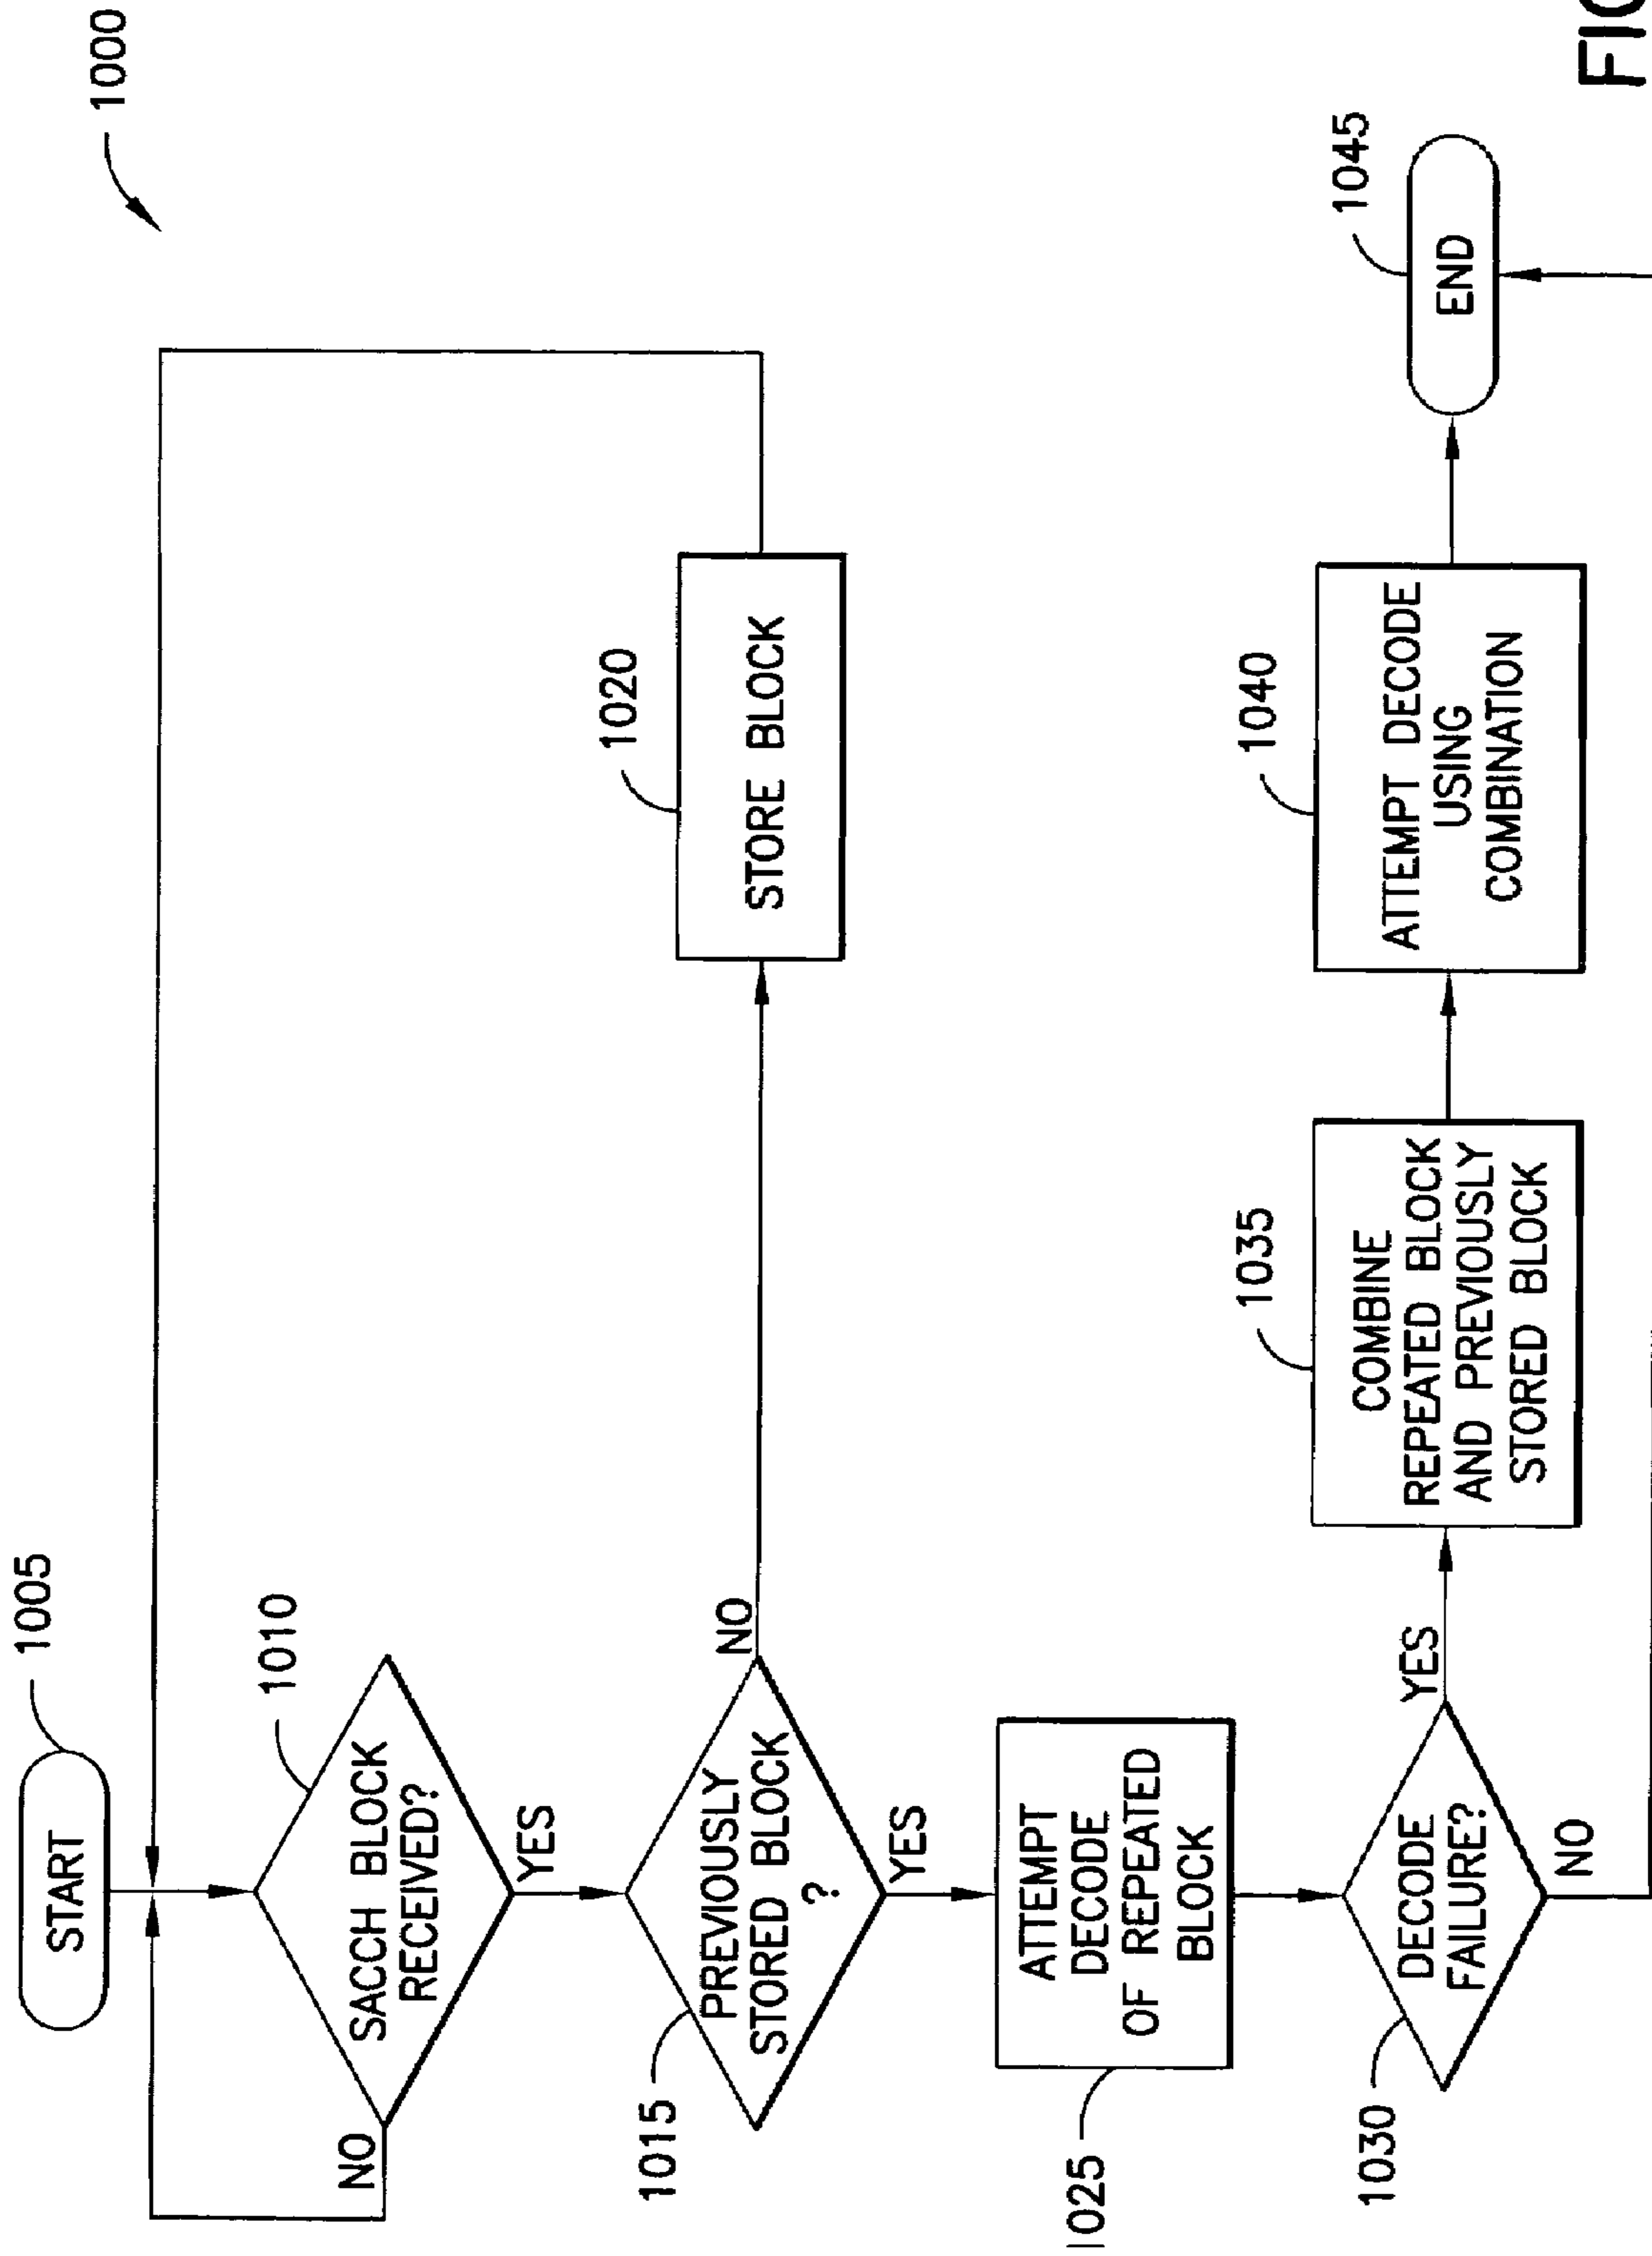 1000
1005
START
1010
SACCH BLOCK
RECEIVED?
NO
YES
1015
PREVIOUSLY
STORED BLOCK
?
NO
1020
STORE BLOCK
YES
1025
ATTEMPT
DECODE
OF REPEATED
BLOCK
1030
DECODE
FAILURE?
YES
NO
1035
COMBINE
REPEATED BLOCK
AND PREVIOUSLY
STORED BLOCK
1040
ATTEMPT DECODE
USING
COMBINATION
1045
END